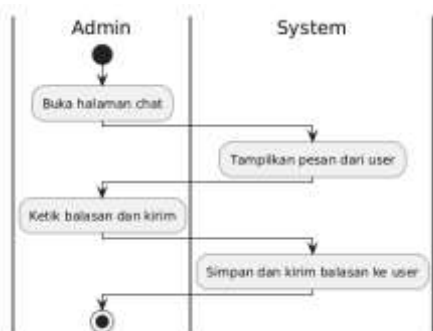 Admin
System
Buka halaman chat
Tampilkan pesan dari user
Ketik balasan dan kirim
Simpan dan kirim balasan ke user